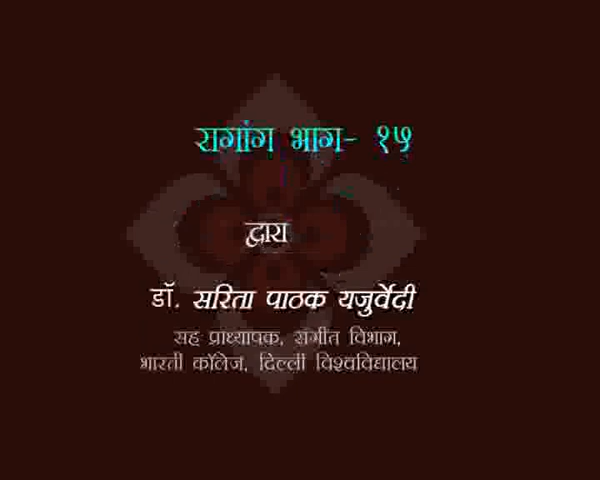 रागांग भाग- १५
द्वारा
डॉ. सरिता पाठक यजुर्वेदी
सह प्राध्यापक, संगीत विभाग,
भारती कॉलेज, दिल्ली विश्वविद्यालय